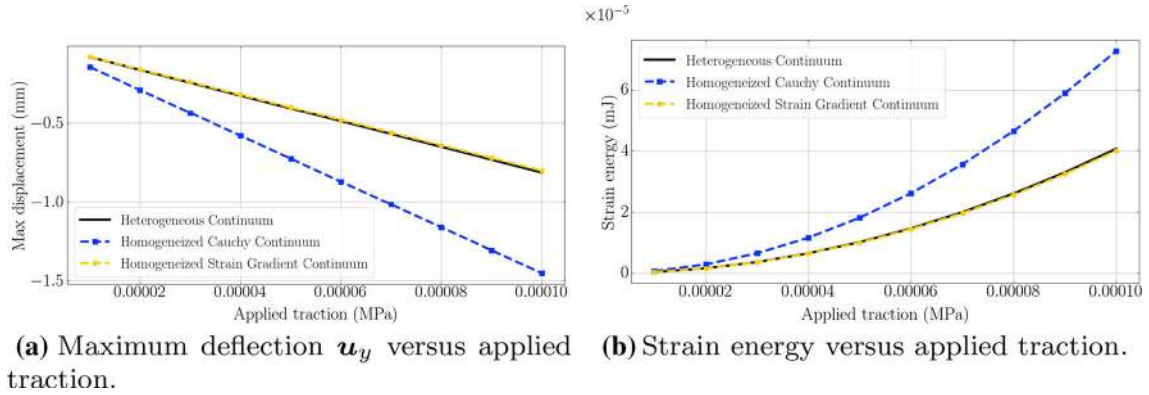 Max displacement (mm)
−0.5
−1.0
−1.5
Heterogeneous Continuum
Homogeneized Cauchy Continuum
Homogeneized Strain Gradient Continuum
0.00002 0.00004 0.00006 0.00008 0.00010
Applied traction (MPa)
(a) Maximum deflection u_y versus applied
traction.
×10⁻⁵
Strain energy (mJ)
6
4
2
0
Heterogeneous Continuum
Homogeneized Cauchy Continuum
Homogeneized Strain Gradient Continuum
0.00002 0.00004 0.00006 0.00008 0.00010
Applied traction (MPa)
(b) Strain energy versus applied traction.